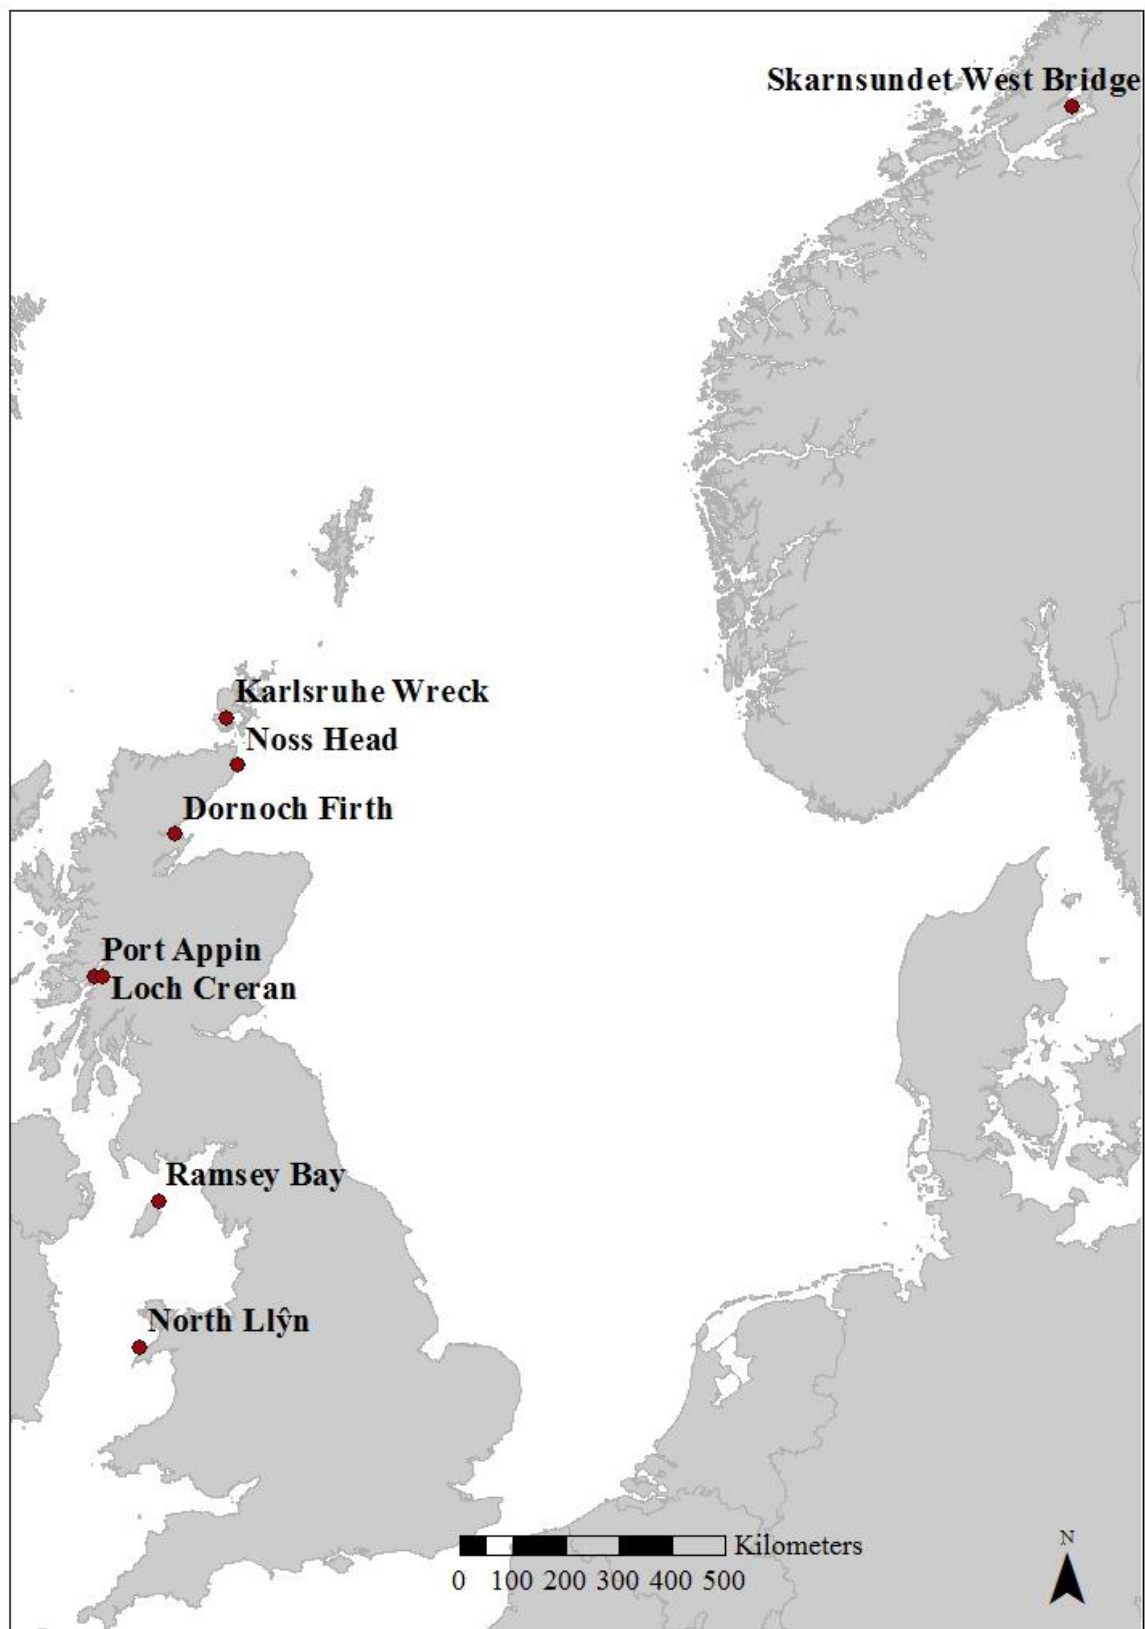 Skarnsundet West Bridge
Karlsruhe Wreck
Noss Head
Dornoch Firth
Port Appin
Loch Creran
Ramsey Bay
North Llŷn
Kilometers
0 100 200 300 400 500
N